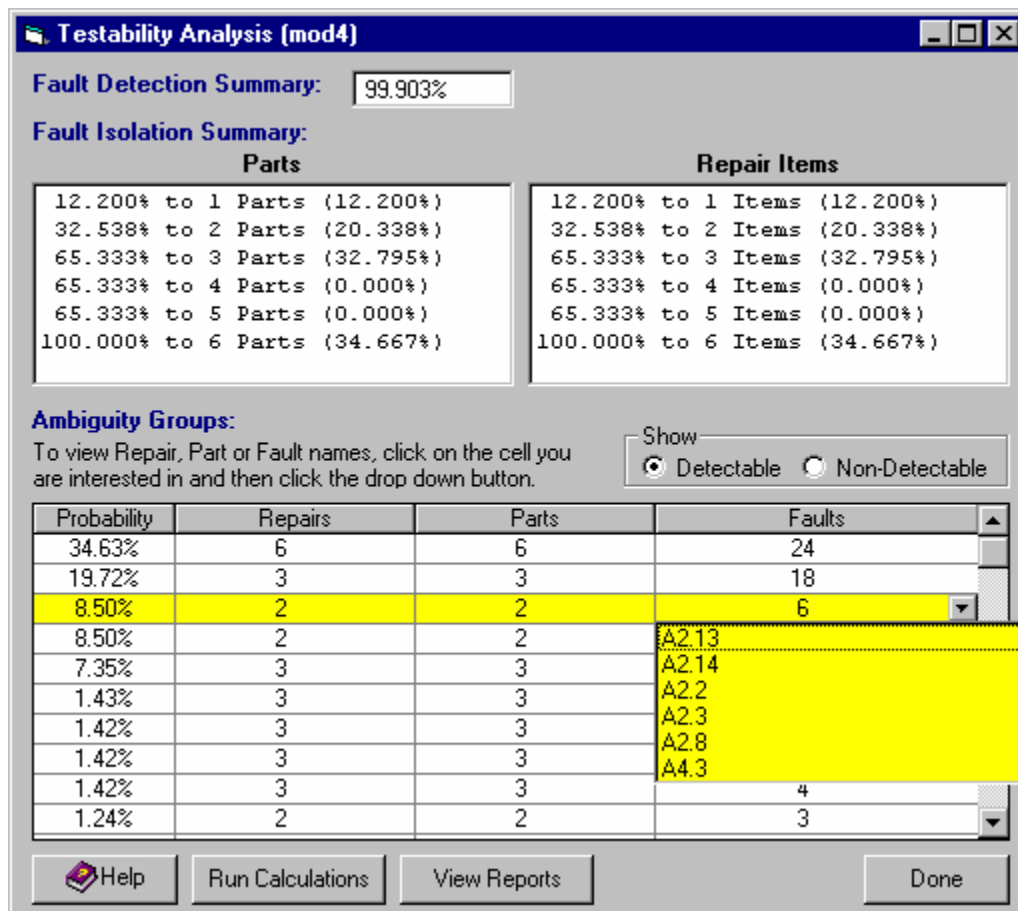 Testability Analysis (mod4)
Fault Detection Summary: 99.903%
Fault Isolation Summary:
Parts
12.200% to 1 Parts (12.200%)
32.538% to 2 Parts (20.338%)
65.333% to 3 Parts (32.795%)
65.333% to 4 Parts (0.000%)
65.333% to 5 Parts (0.000%)
100.000% to 6 Parts (34.667%)
Repair Items
12.200% to 1 Items (12.200%)
32.538% to 2 Items (20.338%)
65.333% to 3 Items (32.795%)
65.333% to 4 Items (0.000%)
65.333% to 5 Items (0.000%)
100.000% to 6 Items (34.667%)
Ambiguity Groups:
To view Repair, Part or Fault names, click on the cell you
are interested in and then click the drop down button.
Show
Detectable Non-Detectable
Probability Repairs Parts Faults
34.63% 6 6 24
19.72% 3 3 18
8.50% 2 2 6
8.50% 2 2
7.35% 3 3
1.43% 3 3
1.42% 3 3
1.42% 3 3
1.42% 3 3 4
1.24% 2 2 3
A2.13
A2.14
A2.2
A2.3
A2.8
A4.3
Help Run Calculations View Reports Done